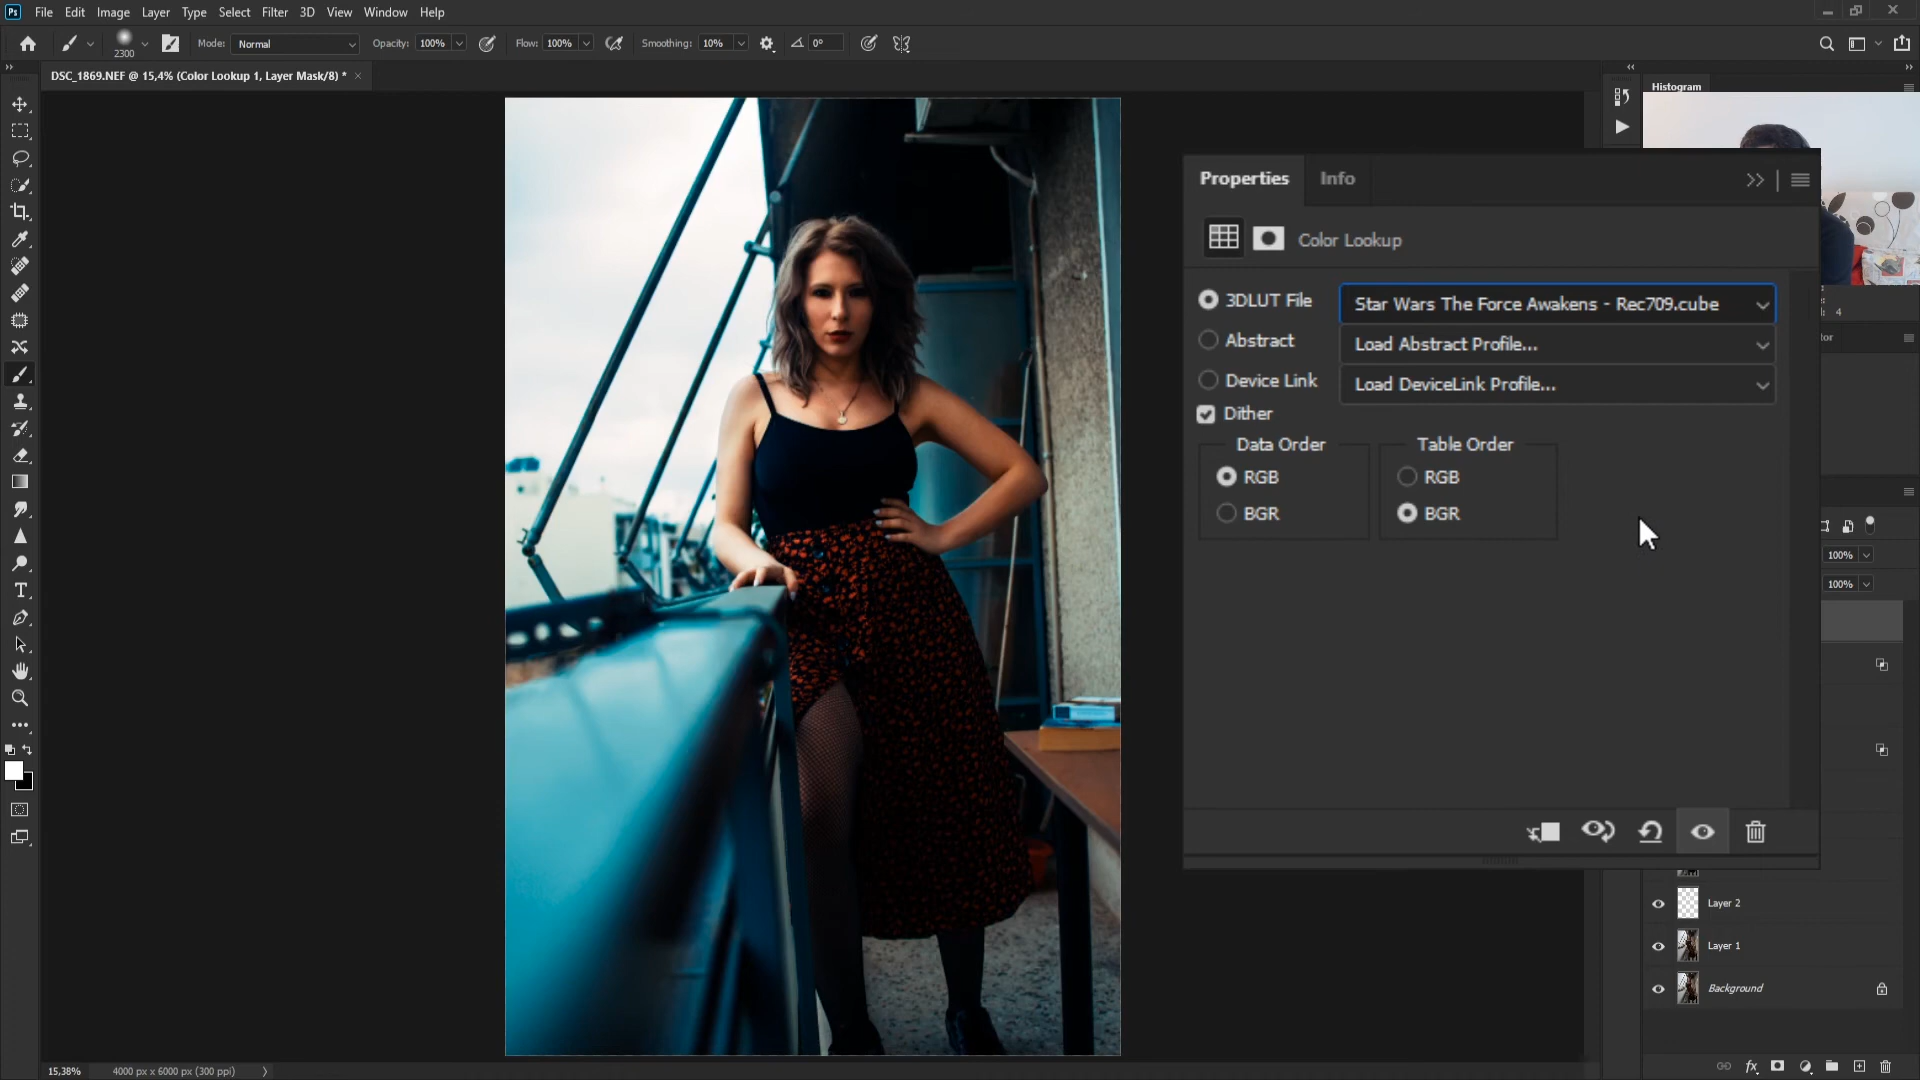 Ps File Edit Image Layer Type Select Filter 3D View Window Help
2300 Mode: Normal Opacity: 100% Flow: 100% Smoothing: 10% 0°
DSC_1869.NEF @ 15,4% (Color Lookup 1, Layer Mask/8) * ×
Histogram
Properties Info
Color Lookup
3DLUT File Star Wars The Force Awakens - Rec709.cube
Abstract Load Abstract Profile...
Device Link Load DeviceLink Profile...
Dither
Data Order Table Order
RGB RGB
BGR BGR
4
tor
100%
100%
Layer 2
Layer 1
Background
15,38% 4000 px x 6000 px (300 ppi)